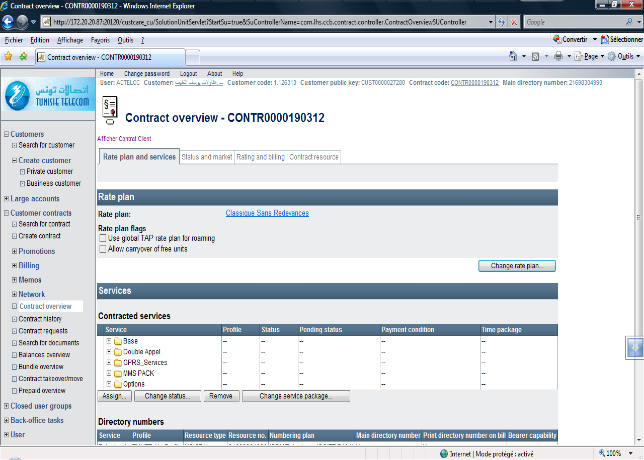 Contract overview - CONTR0000190312 - Windows Internet Explorer
http://172.20.20.87:20120/custcare_cu/SolutionUnitServlet?StartSu=true&SuControllerName=com.lhs.ccb.contract.controller.ContractOverviewSUController
Google
Fichier Edition Affichage Favoris Outils ?
Convertir Sélectionner
Contract overview - CONTR0000190312
Page Outils
Home Change password Logout About Help
User: ACTELCC Customer: Customer code: 1.126310 Customer public key: CUST0000027280 Contract code: CONTR0000190312 Main directory number: 21698304993
اتصالات تونس
TUNISIE TELECOM
Contract overview - CONTR0000190312
Afficher Contrat Client
Rate plan and services Status and market Rating and billing Contract resource
Customers
Search for customer
Create customer
Private customer
Business customer
Large accounts
Customer contracts
Search for contract
Create contract
Promotions
Billing
Memos
Network
Contract overview
Contract history
Contract requests
Search for documents
Balances overview
Bundle overview
Contract takeover/move
Prepaid overview
Closed user groups
Back-office tasks
User
Rate plan
Rate plan: Classique Sans Redevances
Rate plan flags
Use global TAP rate plan for roaming
Allow carryover of free units
Change rate plan...
Services
Contracted services
Service Profile Status Pending status Payment condition Time package
Base -- -- -- -- --
Double Appel -- -- -- -- --
GPRS_Services -- -- -- -- --
MMS PACK -- -- -- -- --
Options -- -- -- -- --
Assign... Change status... Remove Change service package...
Directory numbers
Service Profile Resource type Resource no. Numbering plan Main directory number Print directory number on bill Bearer capability
Internet | Mode protégé : activé
100%